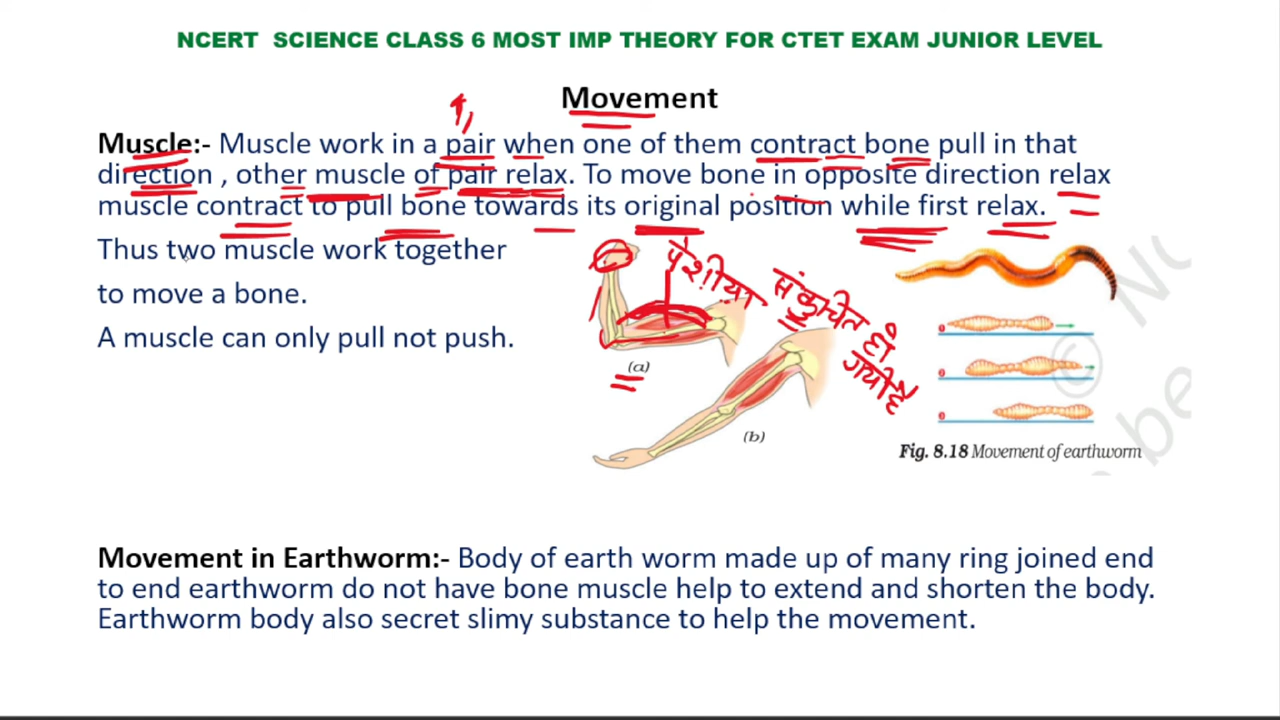 NCERT SCIENCE CLASS 6 MOST IMP THEORY FOR CTET EXAM JUNIOR LEVEL
Movement
Muscle:- Muscle work in a pair when one of them contract bone pull in that
direction , other muscle of pair relax. To move bone in opposite direction relax
muscle contract to pull bone towards its original position while first relax.
Thus two muscle work together
to move a bone.
A muscle can only pull not push.
पेशीया
संकुचित हो
गयी है
(a)
(b)
1
2
3
Fig. 8.18 Movement of earthworm
Movement in Earthworm:- Body of earth worm made up of many ring joined end
to end earthworm do not have bone muscle help to extend and shorten the body.
Earthworm body also secret slimy substance to help the movement.